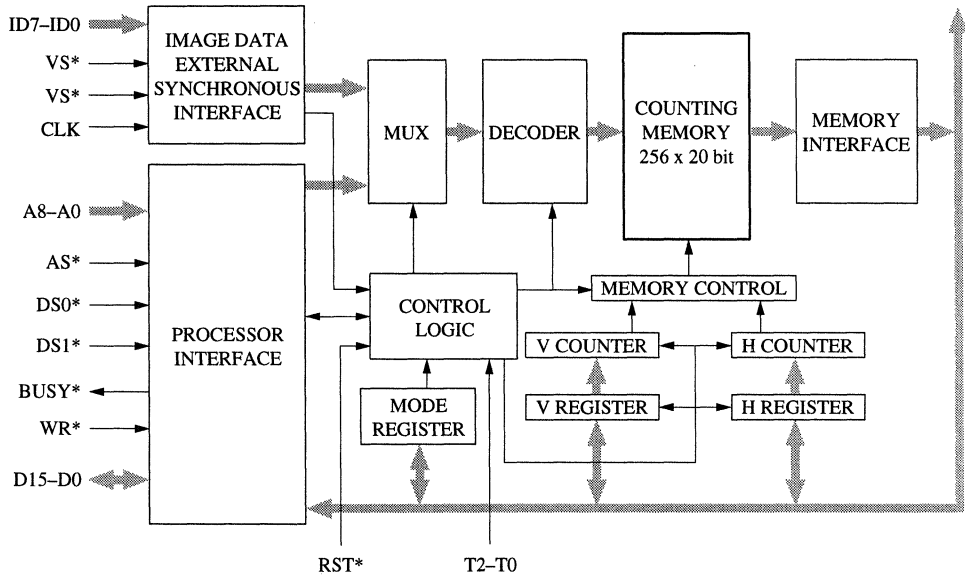 ID7–ID0
VS*
VS*
CLK
IMAGE DATA
EXTERNAL
SYNCHRONOUS
INTERFACE
MUX
DECODER
COUNTING
MEMORY
256 x 20 bit
MEMORY
INTERFACE
A8–A0
AS*
DS0*
DS1*
BUSY*
WR*
D15–D0
PROCESSOR
INTERFACE
CONTROL
LOGIC
MEMORY CONTROL
V COUNTER
H COUNTER
MODE
REGISTER
V REGISTER
H REGISTER
RST*
T2–T0